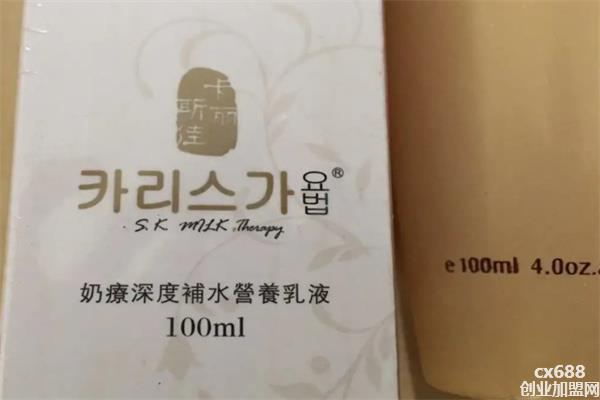 卡丽
斯佳
카리스가 요법®
S.K MILK Therapy
奶療深度補水營養乳液
100ml
e 100ml 4.0oz.
cx688
创业加盟网